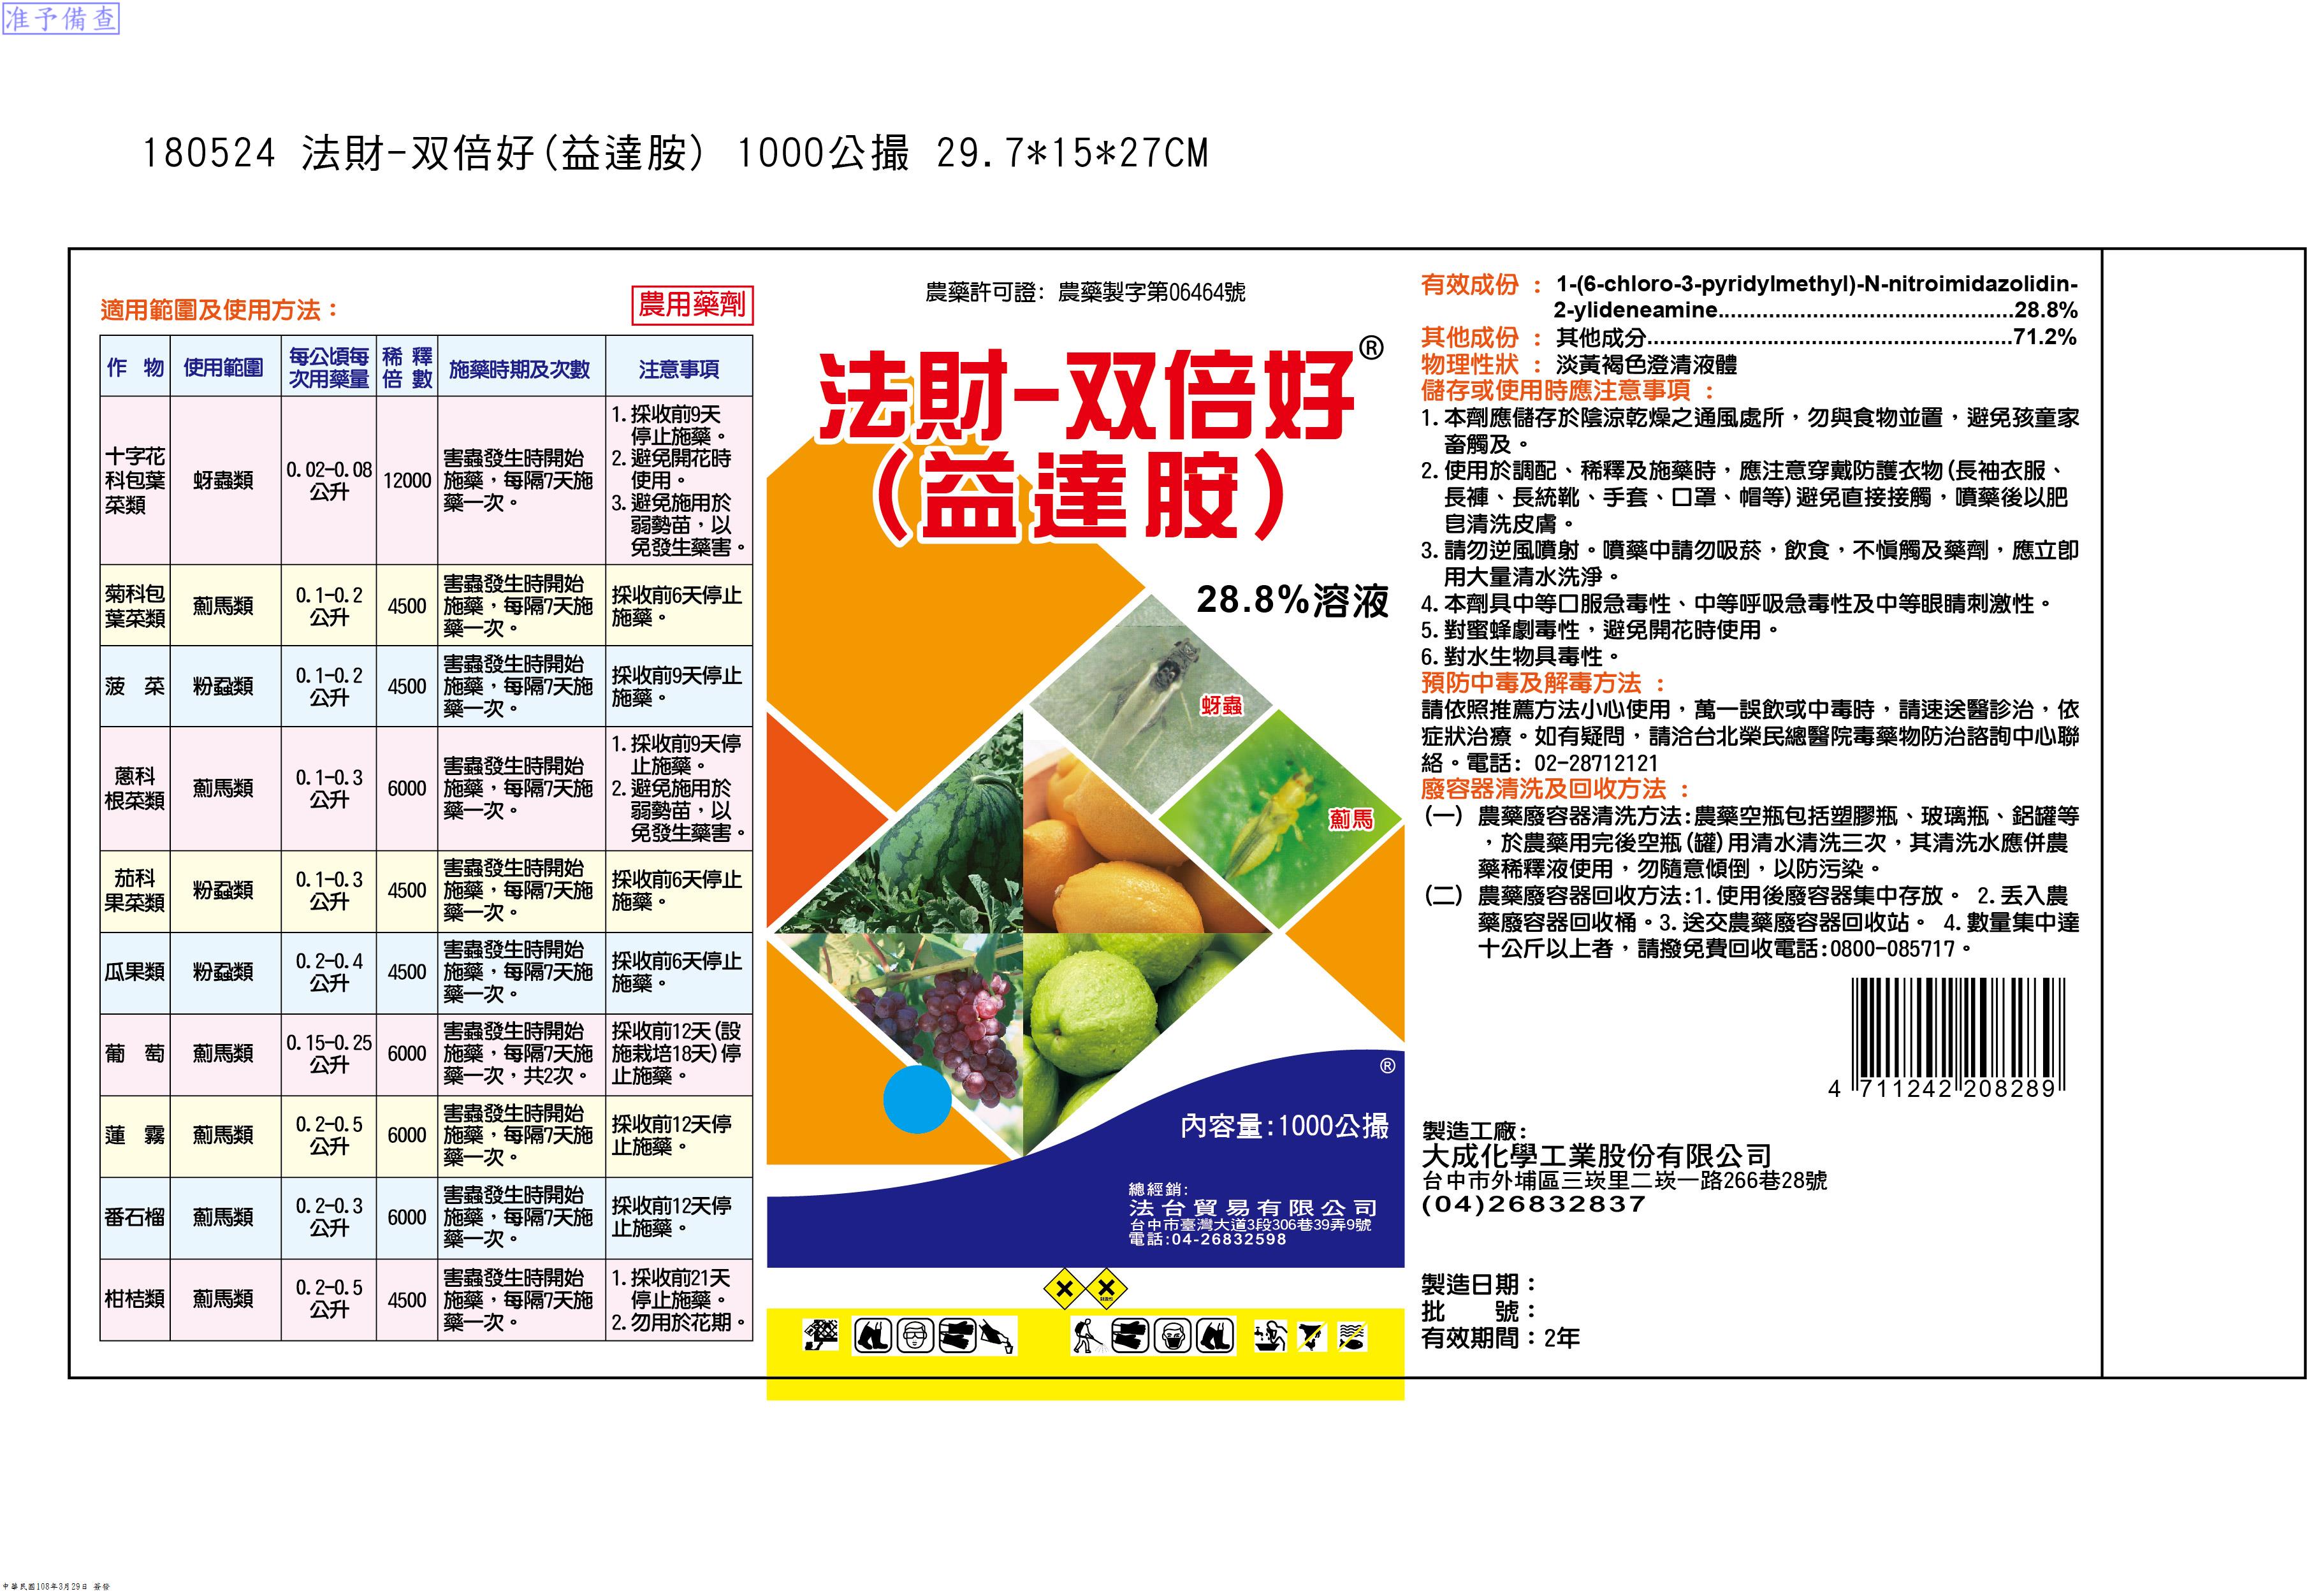 准予備查
180524 法財-双倍好(益達胺) 1000公撮 29.7*15*27CM
適用範圍及使用方法：
農用藥劑
作 物 使用範圍 每公頃每次用藥量 稀釋倍數 施藥時期及次數 注意事項
十字花科包葉菜類 蚜蟲類 0.02-0.08公升 12000 害蟲發生時開始施藥，每隔7天施藥一次。 1.採收前9天停止施藥。 2.避免開花時使用。 3.避免施用於弱勢苗，以免發生藥害。
菊科包葉菜類 薊馬類 0.1-0.2公升 4500 害蟲發生時開始施藥，每隔7天施藥一次。 採收前6天停止施藥。
菠 菜 粉蝨類 0.1-0.2公升 4500 害蟲發生時開始施藥，每隔7天施藥一次。 採收前9天停止施藥。
蔥科根菜類 薊馬類 0.1-0.3公升 6000 害蟲發生時開始施藥，每隔7天施藥一次。 1.採收前9天停止施藥。 2.避免施用於弱勢苗，以免發生藥害。
茄科果菜類 粉蝨類 0.1-0.3公升 4500 害蟲發生時開始施藥，每隔7天施藥一次。 採收前6天停止施藥。
瓜果類 粉蝨類 0.2-0.4公升 4500 害蟲發生時開始施藥，每隔7天施藥一次。 採收前6天停止施藥。
葡 萄 薊馬類 0.15-0.25公升 6000 害蟲發生時開始施藥，每隔7天施藥一次，共2次。 採收前12天(設施栽培18天)停止施藥。
蓮 霧 薊馬類 0.2-0.5公升 6000 害蟲發生時開始施藥，每隔7天施藥一次。 採收前12天停止施藥。
番石榴 薊馬類 0.2-0.3公升 6000 害蟲發生時開始施藥，每隔7天施藥一次。 採收前12天停止施藥。
柑桔類 薊馬類 0.2-0.5公升 4500 害蟲發生時開始施藥，每隔7天施藥一次。 1.採收前21天停止施藥。 2.勿用於花期。
農藥許可證: 農藥製字第06464號
法財-双倍好®
(益達胺)
28.8%溶液
蚜蟲
薊馬
®
內容量:1000公撮
總經銷:
法台貿易有限公司
台中市臺灣大道3段306巷39弄9號
電話:04-26832598
有效成份 ： 1-(6-chloro-3-pyridylmethyl)-N-nitroimidazolidin-
2-ylideneamine...............................................28.8%
其他成份 ： 其他成分.........................................................71.2%
物理性狀 ： 淡黃褐色澄清液體
儲存或使用時應注意事項 ：
1.本劑應儲存於陰涼乾燥之通風處所，勿與食物並置，避免孩童家
畜觸及。
2.使用於調配、稀釋及施藥時，應注意穿戴防護衣物(長袖衣服、
長褲、長統靴、手套、口罩、帽等)避免直接接觸，噴藥後以肥
皂清洗皮膚。
3.請勿逆風噴射。噴藥中請勿吸菸，飲食，不慎觸及藥劑，應立即
用大量清水洗淨。
4.本劑具中等口服急毒性、中等呼吸急毒性及中等眼睛刺激性。
5.對蜜蜂劇毒性，避免開花時使用。
6.對水生物具毒性。
預防中毒及解毒方法 ：
請依照推薦方法小心使用，萬一誤飲或中毒時，請速送醫診治，依
症狀治療。如有疑問，請洽台北榮民總醫院毒藥物防治諮詢中心聯
絡。電話: 02-28712121
廢容器清洗及回收方法 ：
(一) 農藥廢容器清洗方法:農藥空瓶包括塑膠瓶、玻璃瓶、鋁罐等
，於農藥用完後空瓶(罐)用清水清洗三次，其清洗水應併農
藥稀釋液使用，勿隨意傾倒，以防污染。
(二) 農藥廢容器回收方法:1.使用後廢容器集中存放。 2.丟入農
藥廢容器回收桶。3.送交農藥廢容器回收站。 4.數量集中達
十公斤以上者，請撥免費回收電話:0800-085717。
4 711242 208289
製造工廠:
大成化學工業股份有限公司
台中市外埔區三崁里二崁一路266巷28號
(04)26832837
製造日期：
批 號：
有效期間：2年
中華民國108年3月29日 簽發